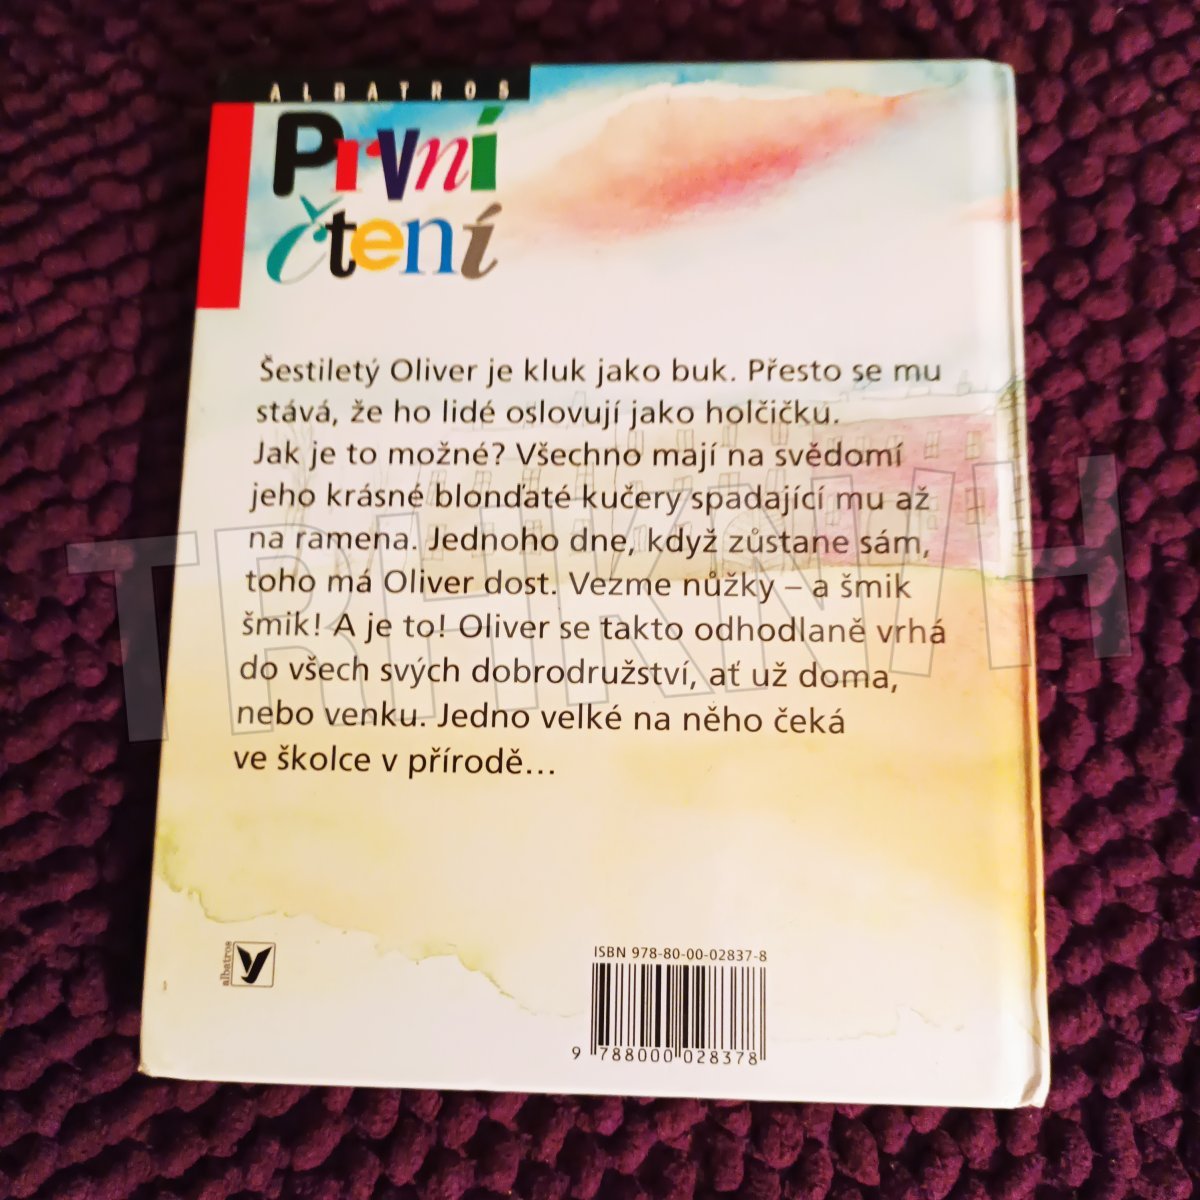 ALBATROS
První
čtení
Šestiletý Oliver je kluk jako buk. Přesto se mu
stává, že ho lidé oslovují jako holčičku.
Jak je to možné? Všechno mají na svědomí
jeho krásné blonďaté kučery spadající mu až
na ramena. Jednoho dne, když zůstane sám,
toho má Oliver dost. Vezme nůžky – a šmik
šmik! A je to! Oliver se takto odhodlaně vrhá
do všech svých dobrodružství, ať už doma,
nebo venku. Jedno velké na něho čeká
ve školce v přírodě...
TRHKNIH
albatros
ISBN 978-80-00-02837-8
9 788000 028378